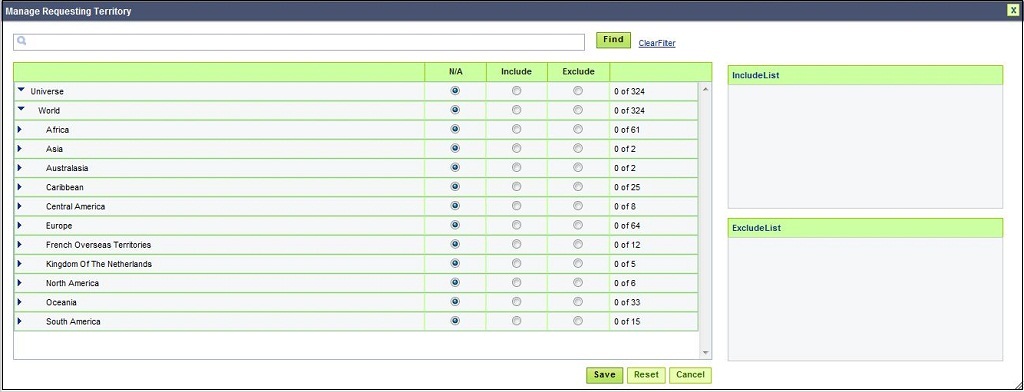 Manage Requesting Territory X
Find ClearFilter
N/A Include Exclude
Universe 0 of 324
World 0 of 324
Africa 0 of 61
Asia 0 of 2
Australasia 0 of 2
Caribbean 0 of 25
Central America 0 of 8
Europe 0 of 64
French Overseas Territories 0 of 12
Kingdom Of The Netherlands 0 of 5
North America 0 of 6
Oceania 0 of 33
South America 0 of 15
IncludeList
ExcludeList
Save Reset Cancel